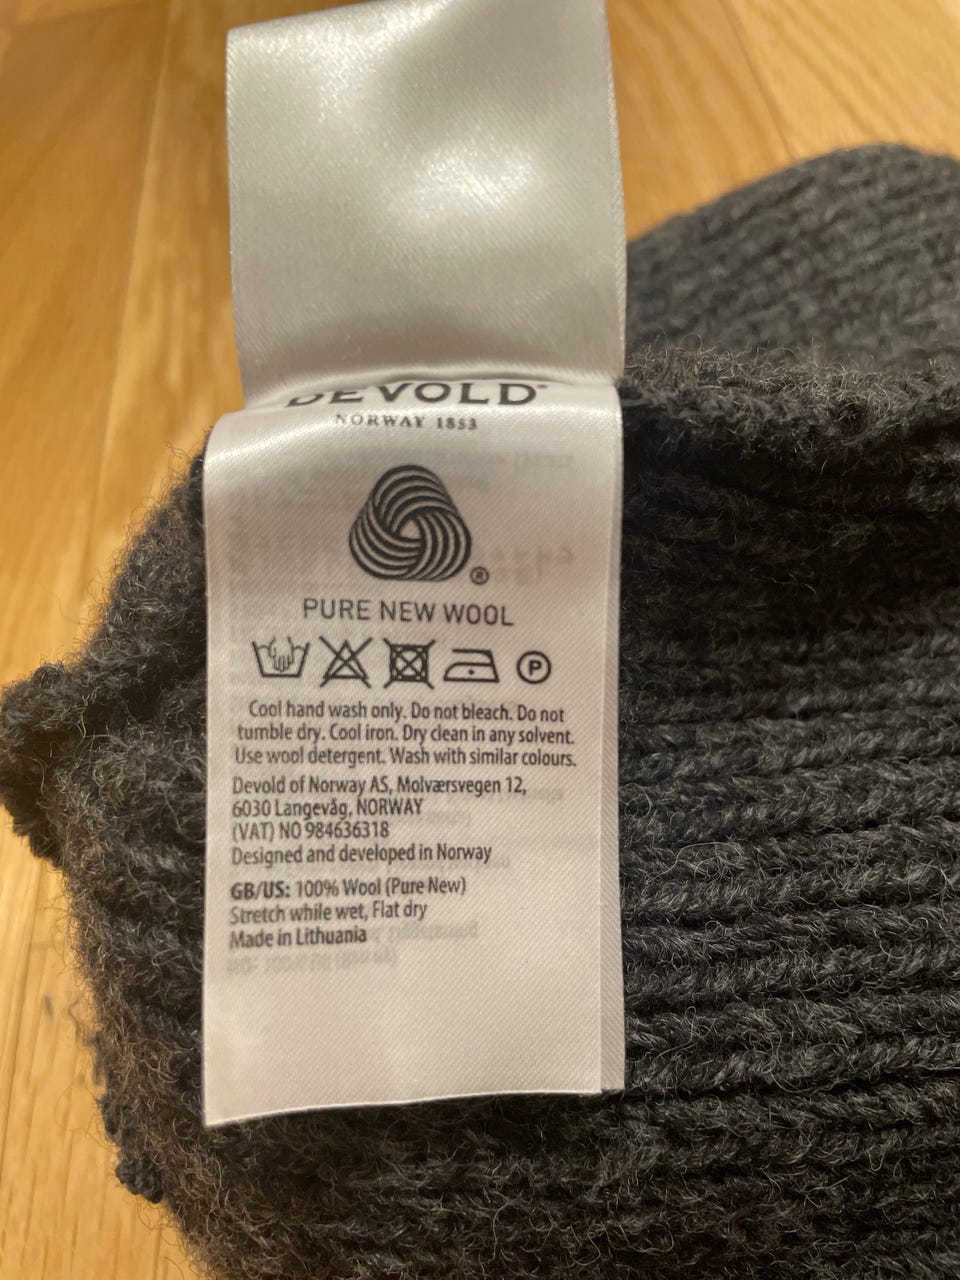 DEVOLD®
NORWAY 1853
®
PURE NEW WOOL
P
Cool hand wash only. Do not bleach. Do not
tumble dry. Cool iron. Dry clean in any solvent.
Use wool detergent. Wash with similar colours.
Devold of Norway AS, Molværsvegen 12,
6030 Langevåg, NORWAY
(VAT) NO 984636318
Designed and developed in Norway
GB/US: 100% Wool (Pure New)
Stretch while wet, Flat dry
Made in Lithuania